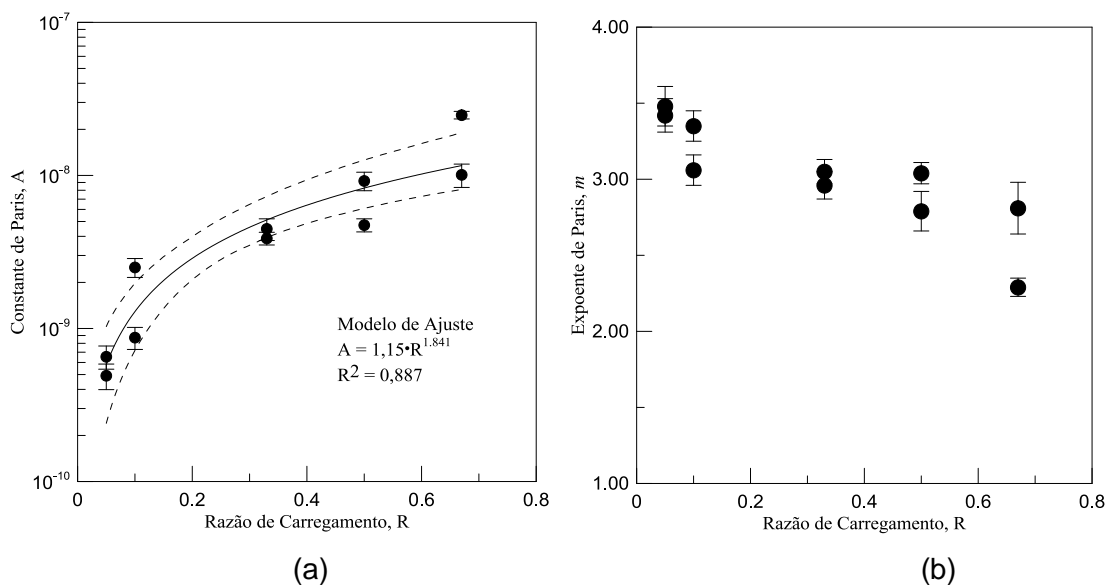 10^-7
10^-8
10^-9
10^-10
Constante de Paris, A
Modelo de Ajuste
A = 1,15•R^1.841
R^2 = 0,887
0
0.2
0.4
0.6
0.8
Razão de Carregamento, R
(a)
4.00
3.00
2.00
1.00
Expoente de Paris, m
0
0.2
0.4
0.6
0.8
Razão de Carregamento, R
(b)